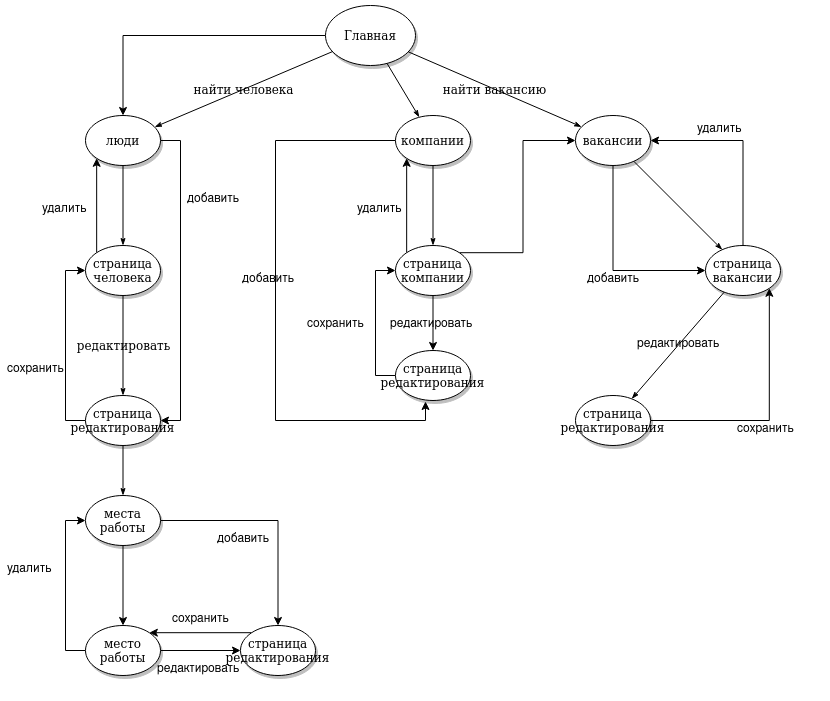 Главная
найти человека
найти вакансию
люди
компании
вакансии
удалить
добавить
удалить
удалить
страница
человека
страница
компании
страница
вакансии
добавить
добавить
сохранить
редактировать
редактировать
редактировать
сохранить
страница
редактирования
страница
редактирования
страница
редактирования
сохранить
места
работы
добавить
удалить
сохранить
место
работы
страница
редактирования
редактировать